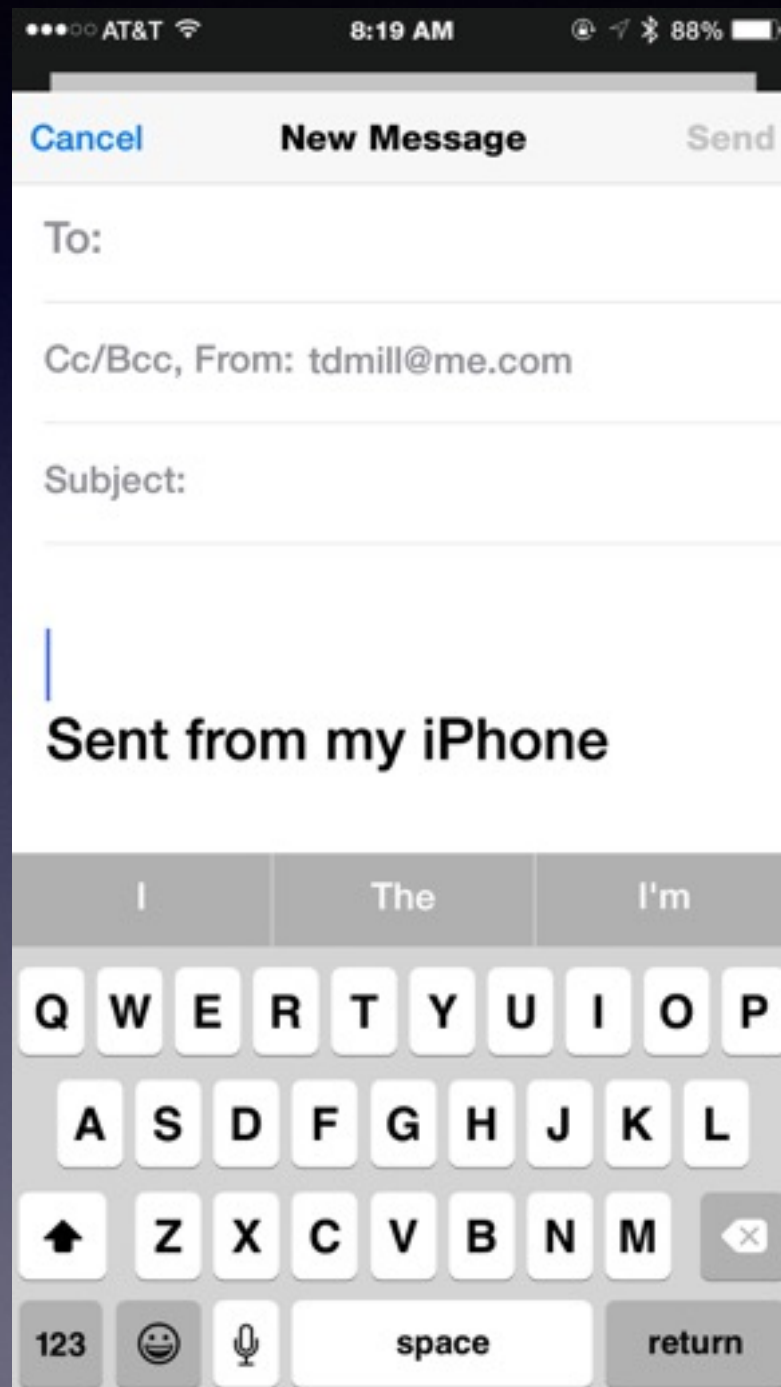 AT&T 8:19 AM 88%
Cancel New Message Send
To:
Cc/Bcc, From: tdmill@me.com
Subject:
Sent from my iPhone
I The I'm
Q W E R T Y U I O P
A S D F G H J K L
Z X C V B N M
123 space return